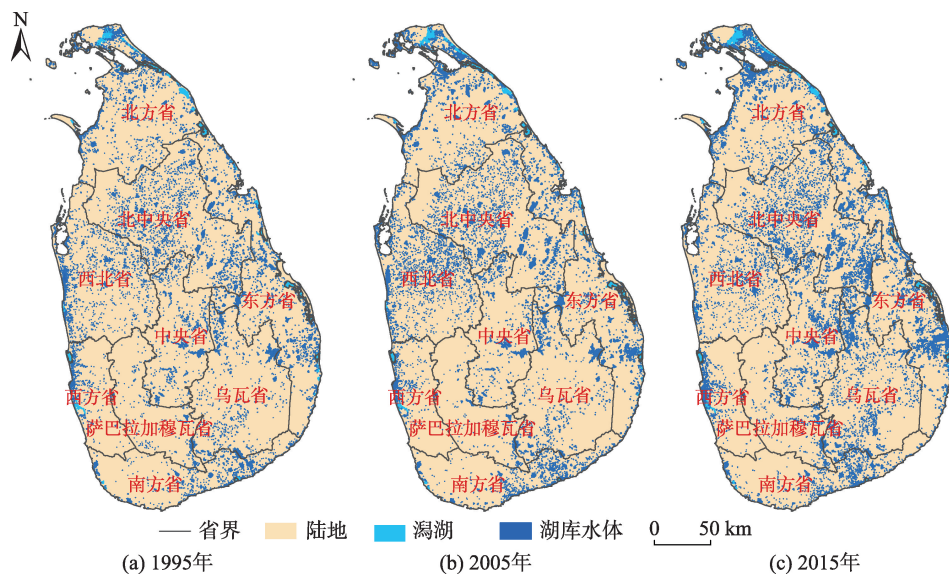 N
北方省
北中央省
西北省
东方省
中央省
西方省
乌瓦省
萨巴拉加穆瓦省
南方省
北方省
北中央省
西北省
东方省
中央省
西方省
乌瓦省
萨巴拉加穆瓦省
南方省
北方省
北中央省
西北省
东方省
中央省
西方省
乌瓦省
萨巴拉加穆瓦省
南方省
省界 陆地 潟湖 湖库水体 0 50 km
(a) 1995年 (b) 2005年 (c) 2015年